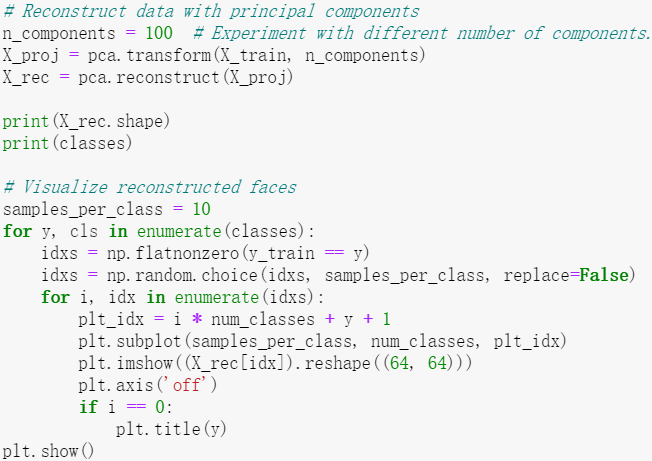 # Reconstruct data with principal components
n_components = 100  # Experiment with different number of components.
X_proj = pca.transform(X_train, n_components)
X_rec = pca.reconstruct(X_proj)

print(X_rec.shape)
print(classes)

# Visualize reconstructed faces
samples_per_class = 10
for y, cls in enumerate(classes):
    idxs = np.flatnonzero(y_train == y)
    idxs = np.random.choice(idxs, samples_per_class, replace=False)
    for i, idx in enumerate(idxs):
        plt_idx = i * num_classes + y + 1
        plt.subplot(samples_per_class, num_classes, plt_idx)
        plt.imshow((X_rec[idx]).reshape((64, 64)))
        plt.axis('off')
        if i == 0:
            plt.title(y)
plt.show()